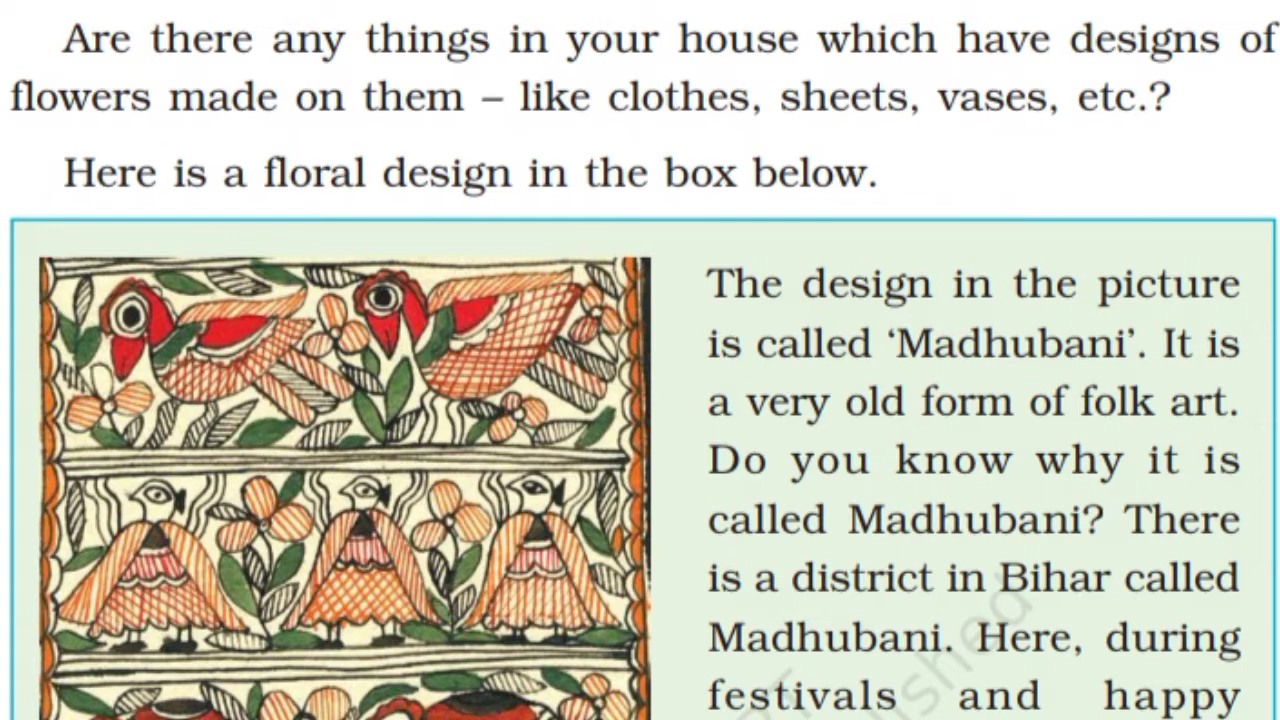 Are there any things in your house which have designs of
flowers made on them – like clothes, sheets, vases, etc.?
Here is a floral design in the box below.
The design in the picture
is called ‘Madhubani’. It is
a very old form of folk art.
Do you know why it is
called Madhubani? There
is a district in Bihar called
Madhubani. Here, during
festivals and happy